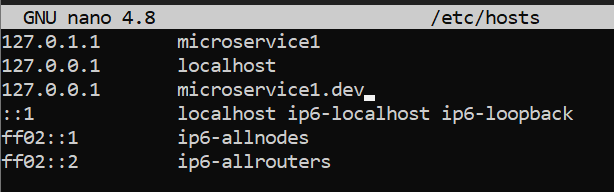 GNU nano 4.8 /etc/hosts
127.0.1.1 microservice1
127.0.0.1 localhost
127.0.0.1 microservice1.dev
::1 localhost ip6-localhost ip6-loopback
ff02::1 ip6-allnodes
ff02::2 ip6-allrouters